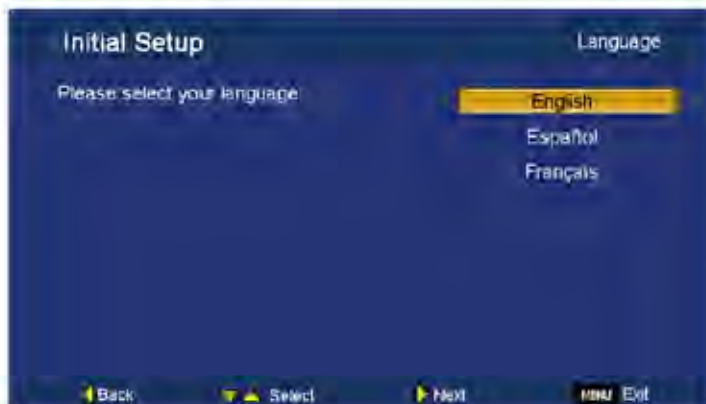 Initial Setup Language
Please select your language English
Español
Français
Back Select Next MENU Exit